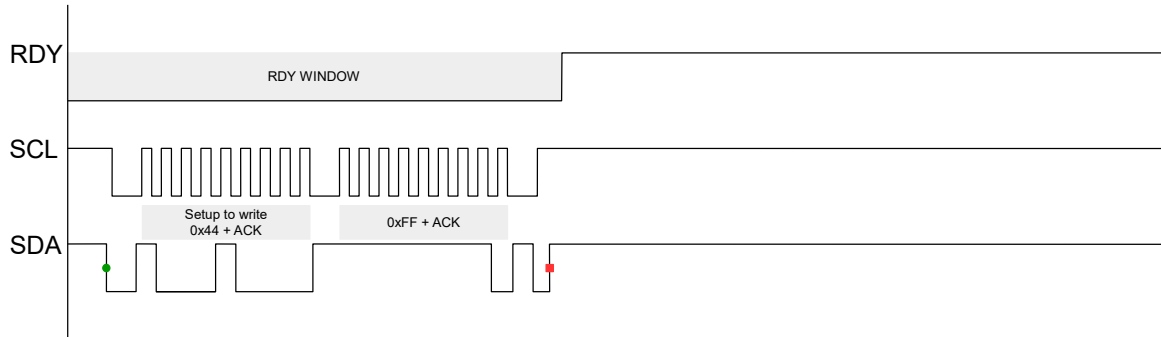 RDY
RDY WINDOW
SCL
Setup to write
0x44 + ACK
0xFF + ACK
SDA